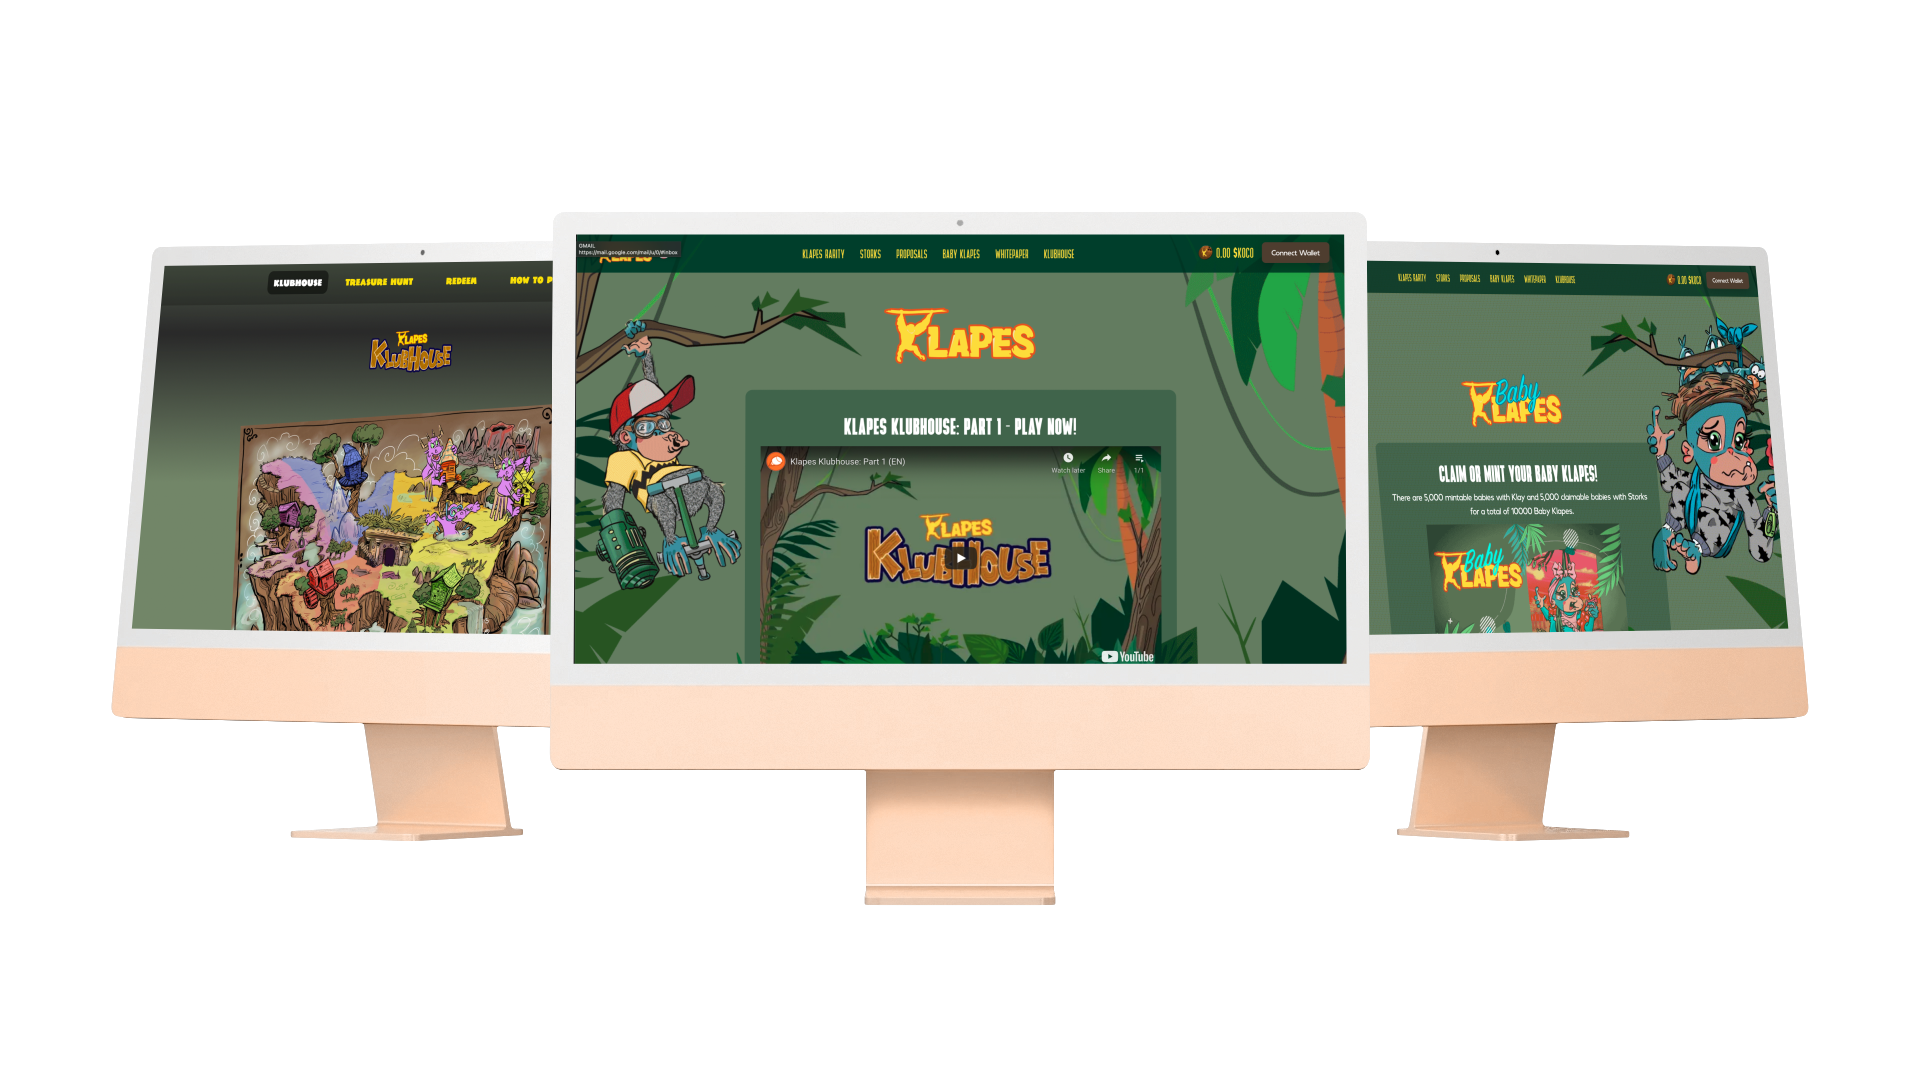 KLUBHOUSE TREASURE HUNT REDEEM HOW TO P
KLAPES
KLUBHOUSE
GMAIL
https://mail.google.com/mail/u/0/#inbox
KLAPES RARITY STORKS PROPOSALS BABY KLAPES WHITEPAPER KLUBHOUSE
0.00 $KOCO Connect Wallet
KLAPES
KLAPES KLUBHOUSE: PART 1 - PLAY NOW!
Klapes Klubhouse: Part 1 (EN)
Watch later Share 1/1
KLAPES
KLUBHOUSE
YouTube
KLAPES RARITY STORKS PROPOSALS BABY KLAPES WHITEPAPER KLUBHOUSE
0.00 $KOCO Connect Wallet
Baby
KLAPES
CLAIM OR MINT YOUR BABY KLAPES!
There are 5,000 mintable babies with Klay and 5,000 claimable babies with Storks
for a total of 10000 Baby Klapes.
Baby
KLAPES